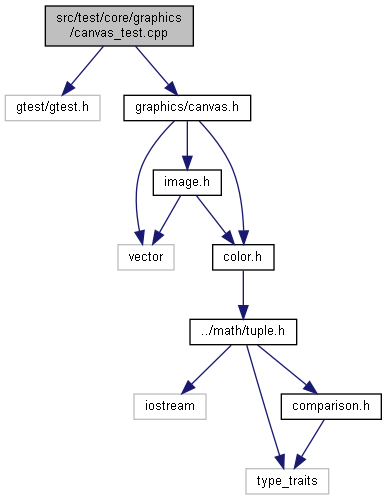 src/test/core/graphics
/canvas_test.cpp
gtest/gtest.h
graphics/canvas.h
image.h
vector
color.h
../math/tuple.h
iostream
comparison.h
type_traits